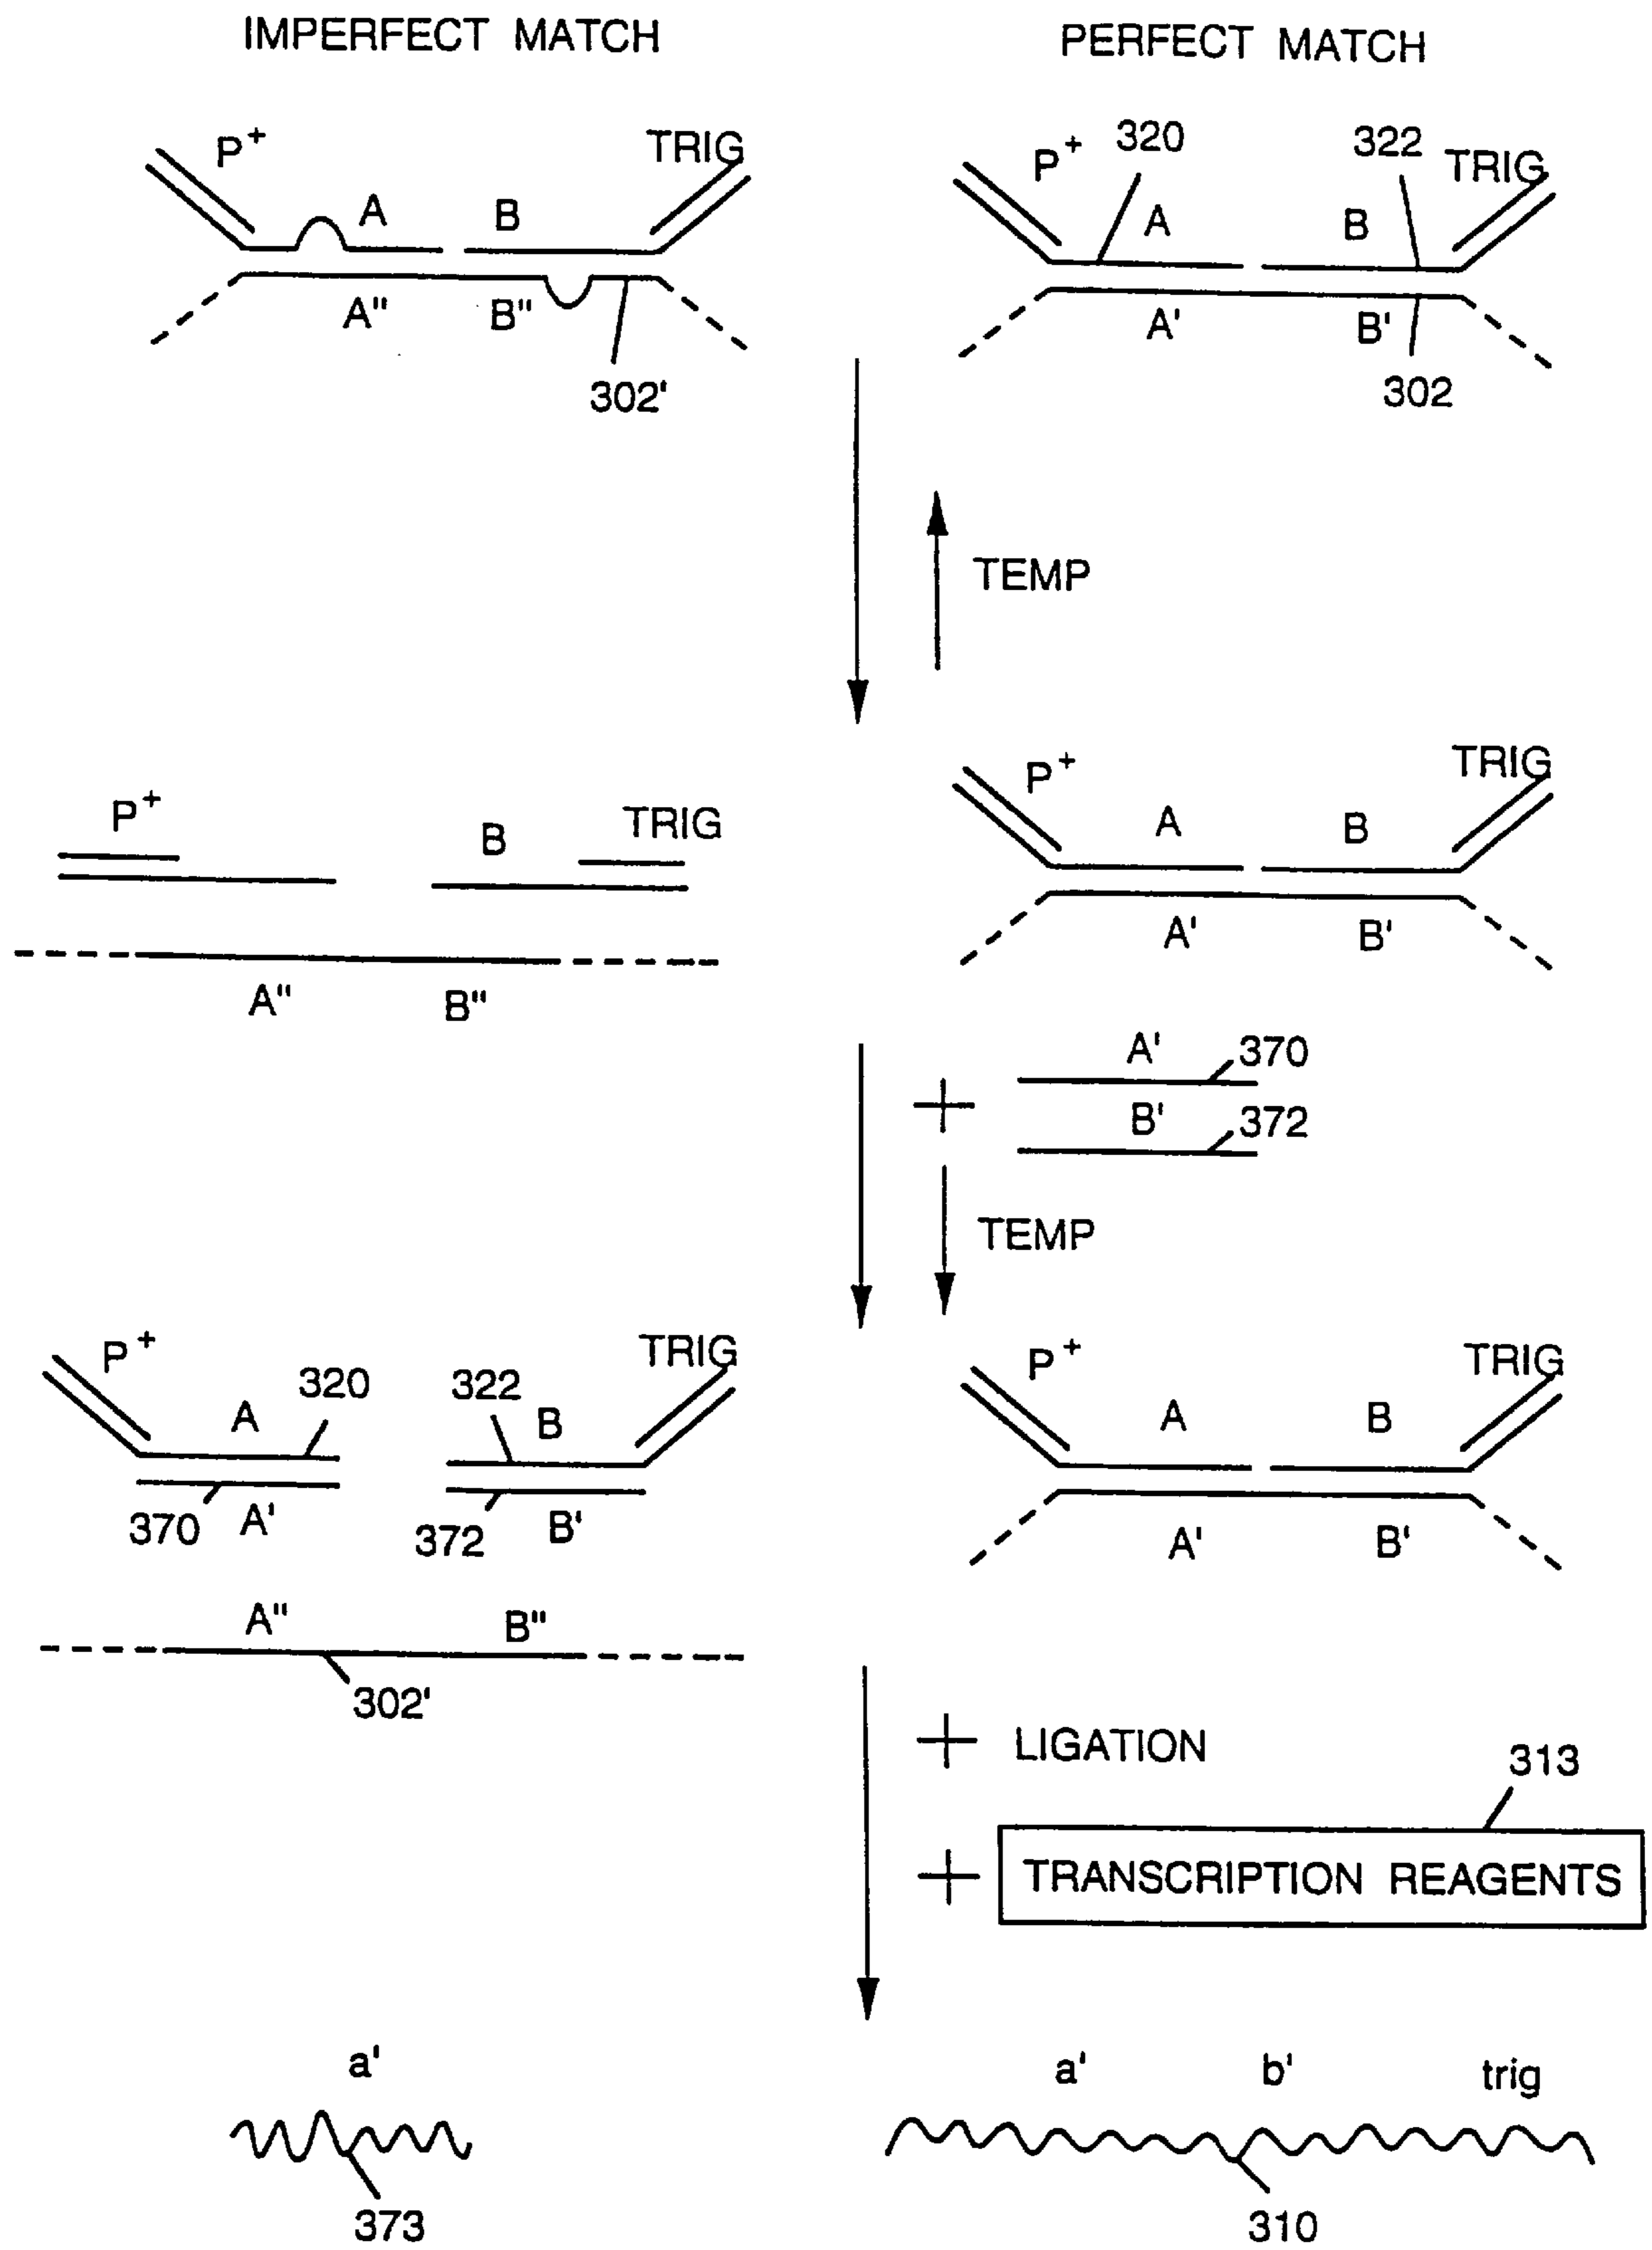 IMPERFECT MATCH
PERFECT MATCH
P+ TRIG
A B
A" B"
302'
P+ 320 322 TRIG
A B
A' B'
302
TEMP
P+ B TRIG
A" B"
P+ TRIG
A B
A' B'
+ A' 370
B' 372
TEMP
P+ TRIG
A 320 322 B
370 A' 372 B'
A" B"
302'
P+ TRIG
A B
A' B'
+ LIGATION
313
+ TRANSCRIPTION REAGENTS
a'
373
a' b' trig
310